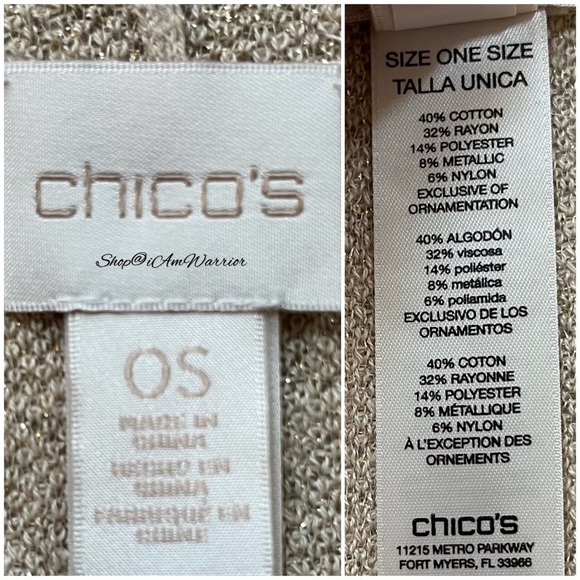 chico's
Shop@iAmWarrior
OS
MADE IN
CHINA
HECHO EN
CHINA
FABRIQUE EN
CHINE
SIZE ONE SIZE
TALLA UNICA
40% COTTON
32% RAYON
14% POLYESTER
8% METALLIC
6% NYLON
EXCLUSIVE OF
ORNAMENTATION
40% ALGODÓN
32% viscosa
14% poliéster
8% metálica
6% poliamida
EXCLUSIVO DE LOS
ORNAMENTOS
40% COTON
32% RAYONNE
14% POLYESTER
8% MÉTALLIQUE
6% NYLON
À L'EXCEPTION DES
ORNEMENTS
chico's
11215 METRO PARKWAY
FORT MYERS, FL 33966